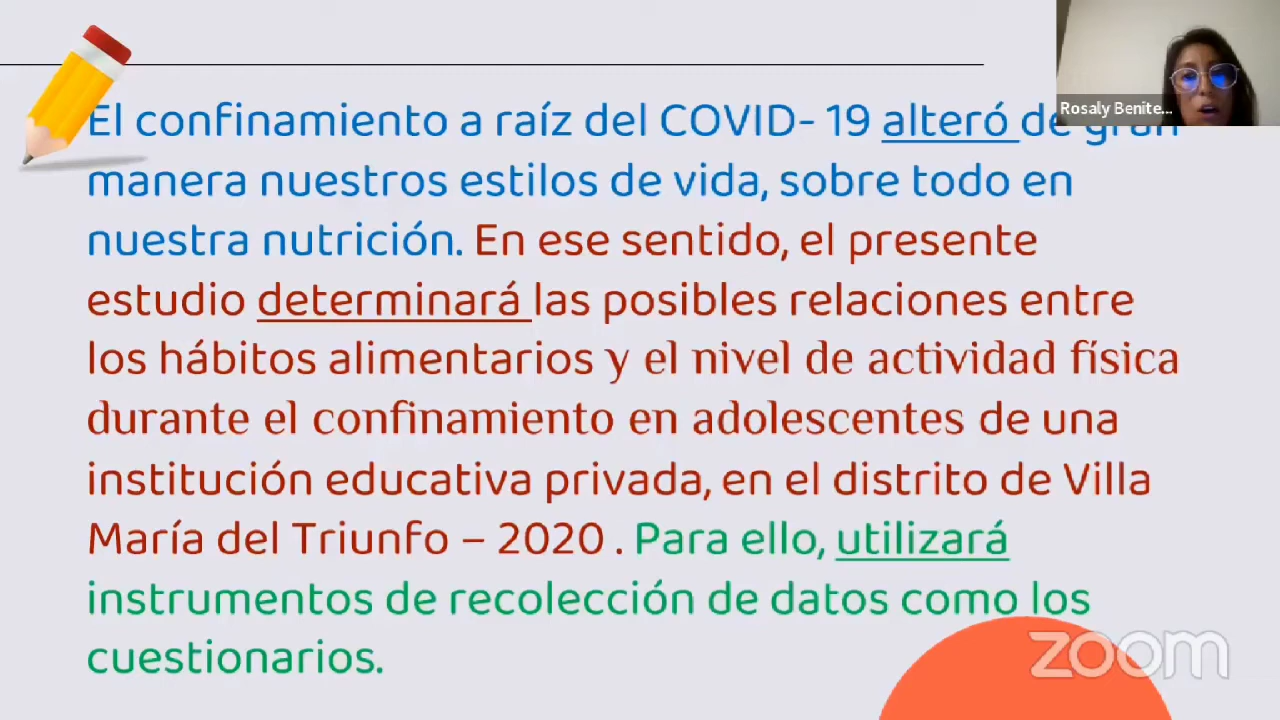 Rosaly Benite...
El confinamiento a raíz del COVID- 19 alteró de gran
manera nuestros estilos de vida, sobre todo en
nuestra nutrición. En ese sentido, el presente
estudio determinará las posibles relaciones entre
los hábitos alimentarios y el nivel de actividad física
durante el confinamiento en adolescentes de una
institución educativa privada, en el distrito de Villa
María del Triunfo – 2020 . Para ello, utilizará
instrumentos de recolección de datos como los
cuestionarios.
zoom